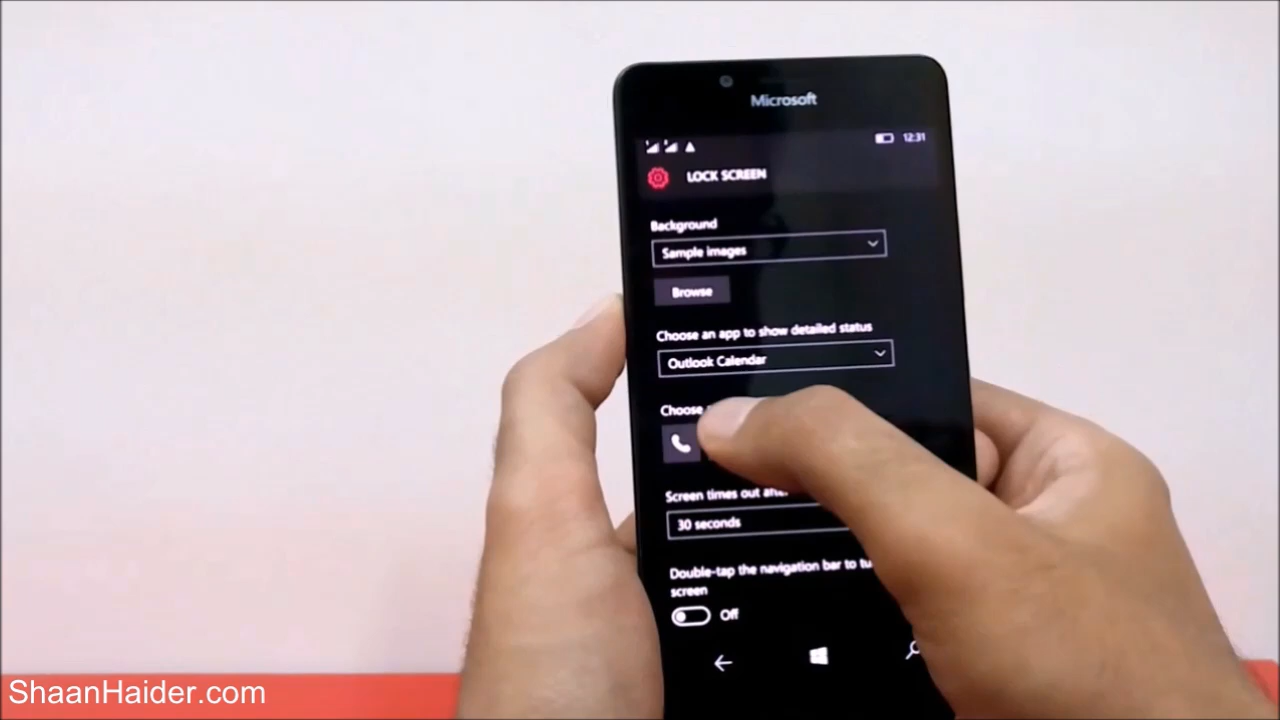 Microsoft
12:31
LOCK SCREEN
Background
Sample images
Browse
Choose an app to show detailed status
Outlook Calendar
Choose
Screen times out after
30 seconds
Double-tap the navigation bar to
screen
Off
ShaanHaider.com